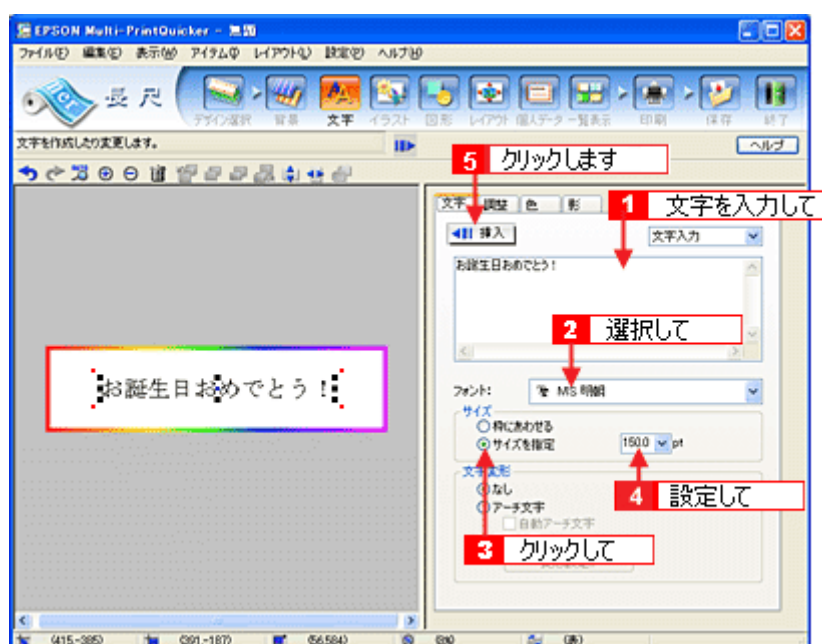 EPSON Multi-PrintQuicker - 無題
ファイル(F) 編集(E) 表示(W) アイテム(I) レイアウト(L) 設定(E) ヘルプ(H)
長尺
デザイン選択 背景 文字 イラスト 図形 レイアウト 個人データ 一覧表示 印刷 保存 終了
文字を作成したり変更します。
ヘルプ
5 クリックします
文字 調整 色 影
1 文字を入力して
挿入
文字入力
お誕生日おめでとう!
2 選択して
お誕生日おめでとう!
フォント: MS 明朝
サイズ
枠にあわせる
サイズを指定 150.0 pt
文字変形
なし
4 設定して
アーチ文字
自動アーチ文字
3 クリックして
(415,-385) (391,-187) (56,584)